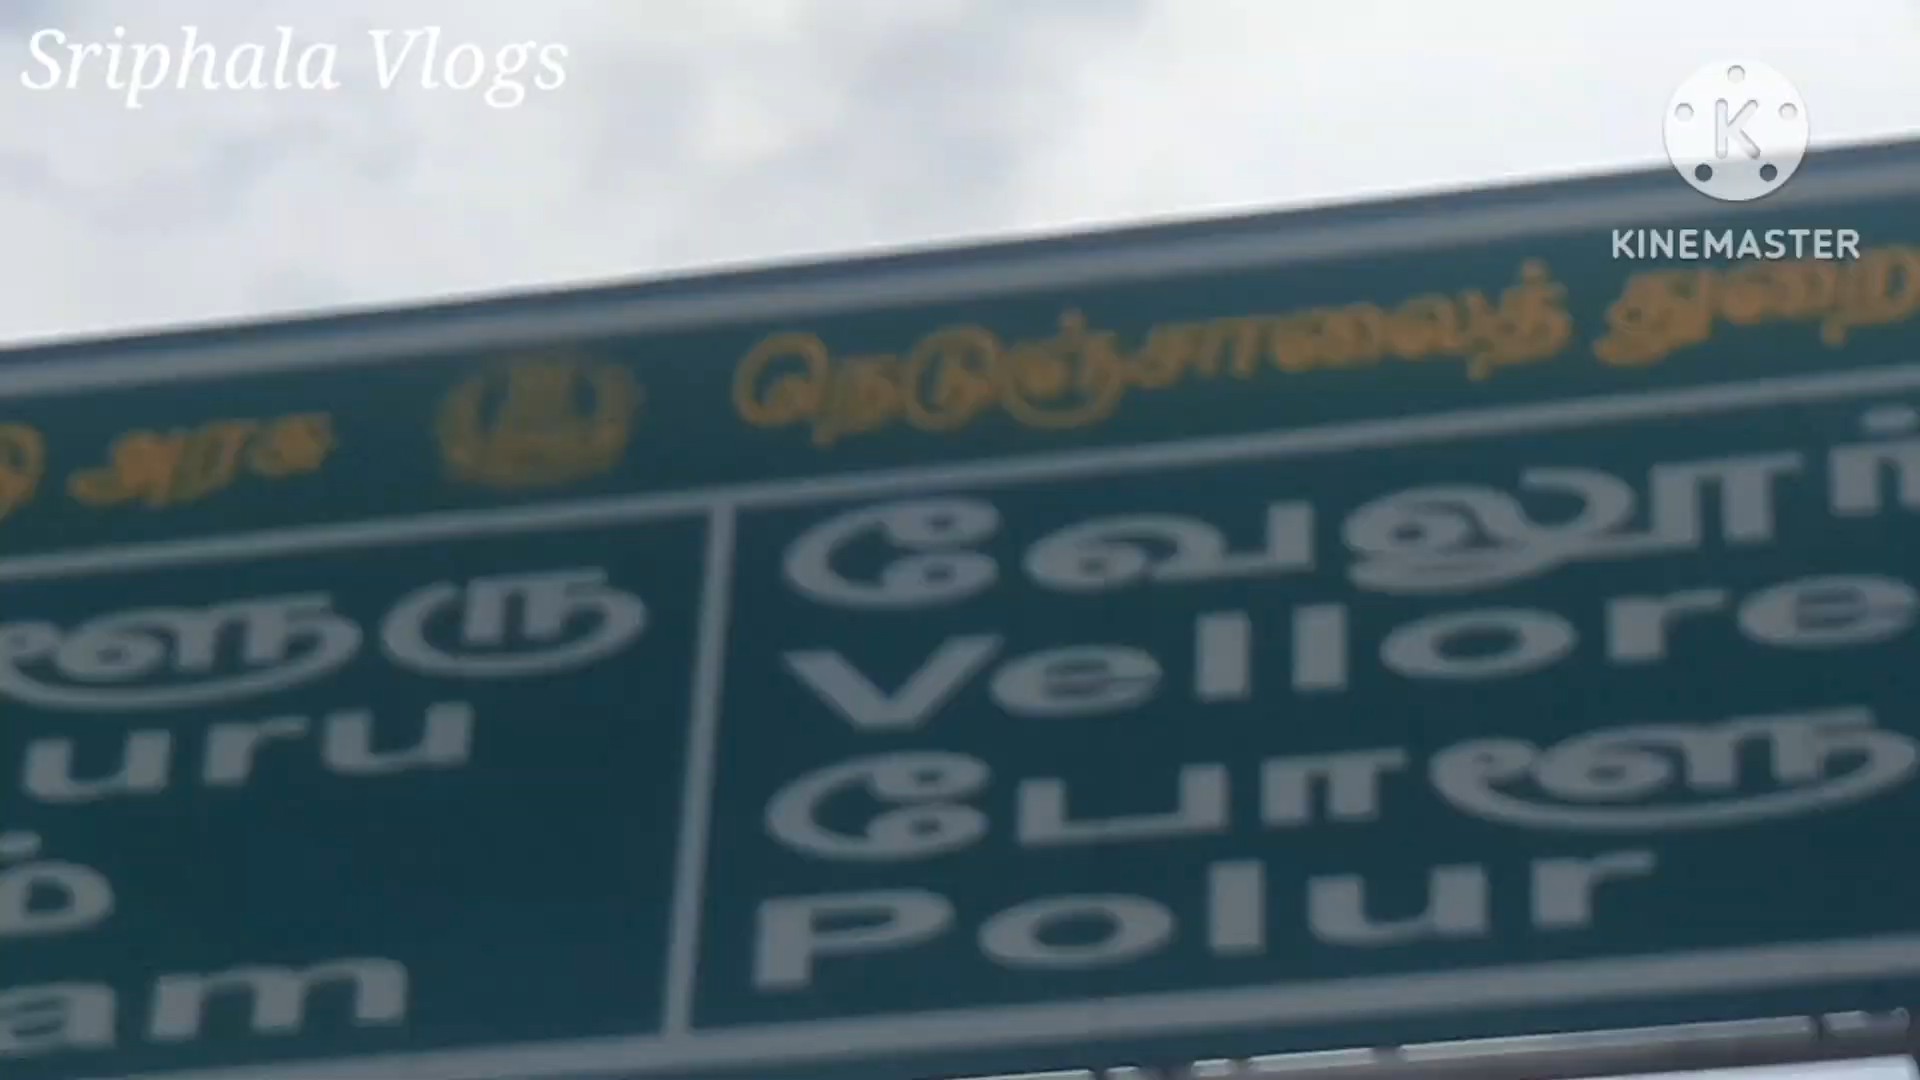 Sriphala Vlogs
KINEMASTER
அரசு நெடுஞ்சாலைத் துறை
ளூரு
uru
am
வேலூர்
Vellore
போளூ
Polur